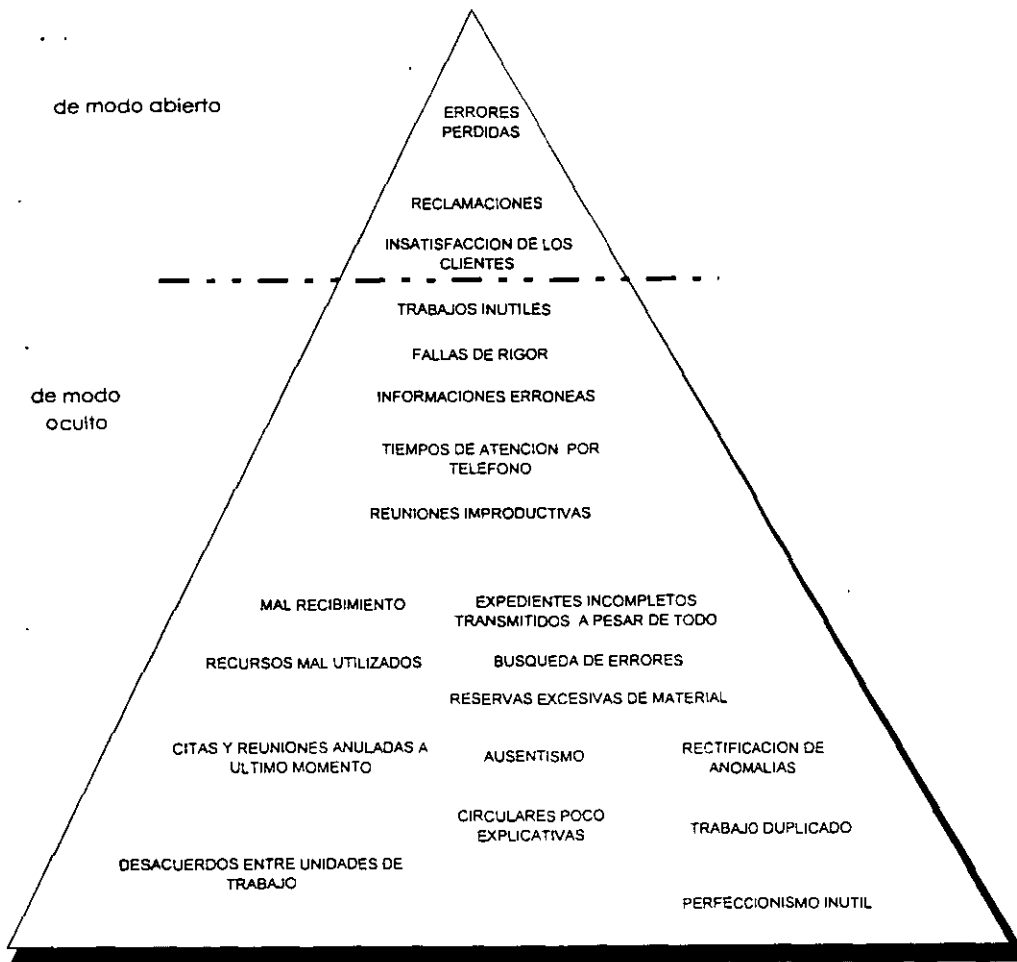 de modo abierto
ERRORES
PERDIDAS
RECLAMACIONES
INSATISFACCION DE LOS
CLIENTES
TRABAJOS INUTILES
FALLAS DE RIGOR
de modo
oculto
INFORMACIONES ERRONEAS
TIEMPOS DE ATENCION POR
TELÉFONO
REUNIONES IMPRODUCTIVAS
MAL RECIBIMIENTO
EXPEDIENTES INCOMPLETOS
TRANSMITIDOS A PESAR DE TODO
RECURSOS MAL UTILIZADOS
BUSQUEDA DE ERRORES
RESERVAS EXCESIVAS DE MATERIAL
CITAS Y REUNIONES ANULADAS A
ULTIMO MOMENTO
AUSENTISMO
RECTIFICACION DE
ANOMALIAS
CIRCULARES POCO
EXPLICATIVAS
TRABAJO DUPLICADO
DESACUERDOS ENTRE UNIDADES DE
TRABAJO
PERFECCIONISMO INUTIL